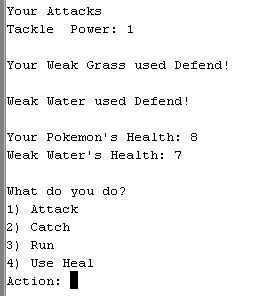 Your Attacks
Tackle  Power: 1
Your Weak Grass used Defend!
Weak Water used Defend!
Your Pokemon's Health: 8
Weak Water's Health: 7
What do you do?
1) Attack
2) Catch
3) Run
4) Use Heal
Action: